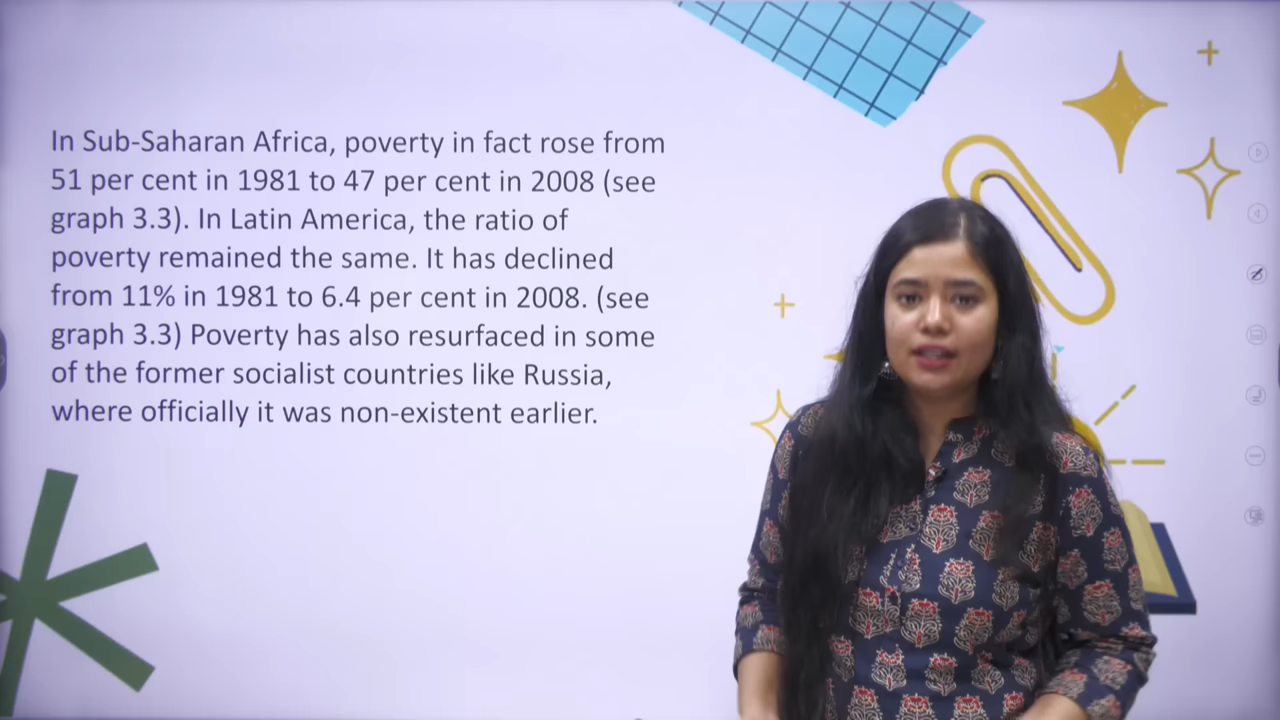 In Sub-Saharan Africa, poverty in fact rose from
51 per cent in 1981 to 47 per cent in 2008 (see
graph 3.3). In Latin America, the ratio of
poverty remained the same. It has declined
from 11% in 1981 to 6.4 per cent in 2008. (see
graph 3.3) Poverty has also resurfaced in some
of the former socialist countries like Russia,
where officially it was non-existent earlier.